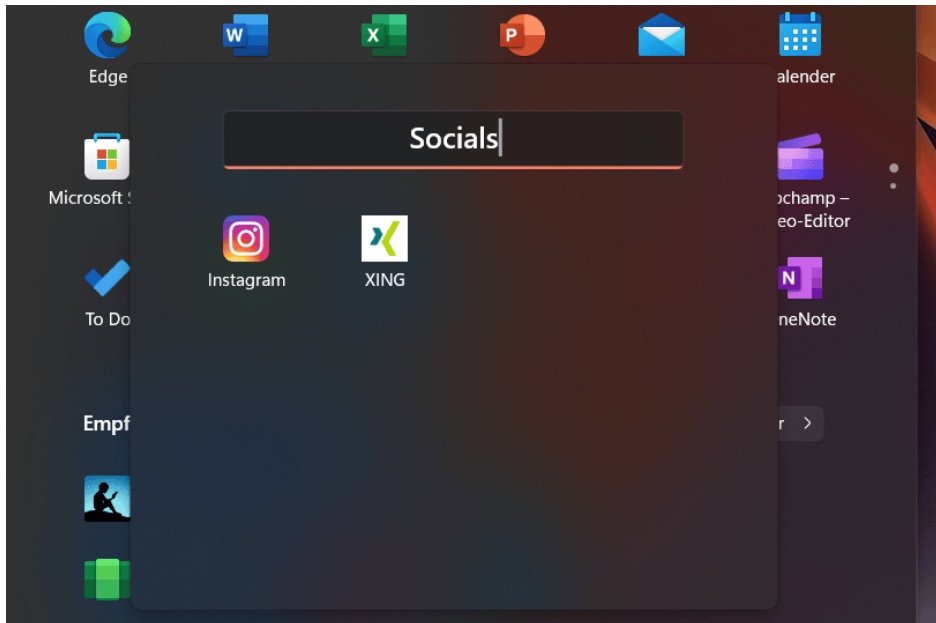 Edge
alender
Socials
Microsoft S
ochamp –
eo-Editor
Instagram
XING
To Do
neNote
Empf
r